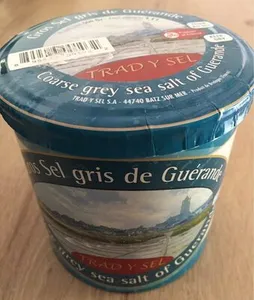 Gros Sel gris de Guérande
TRAD Y SEL
Coarse grey sea salt of Guérande
TRAD Y SEL S.A - 44740 BATZ SUR MER
Gros Sel gris de Guérande
TRAD Y SEL
grey sea salt of Guérande